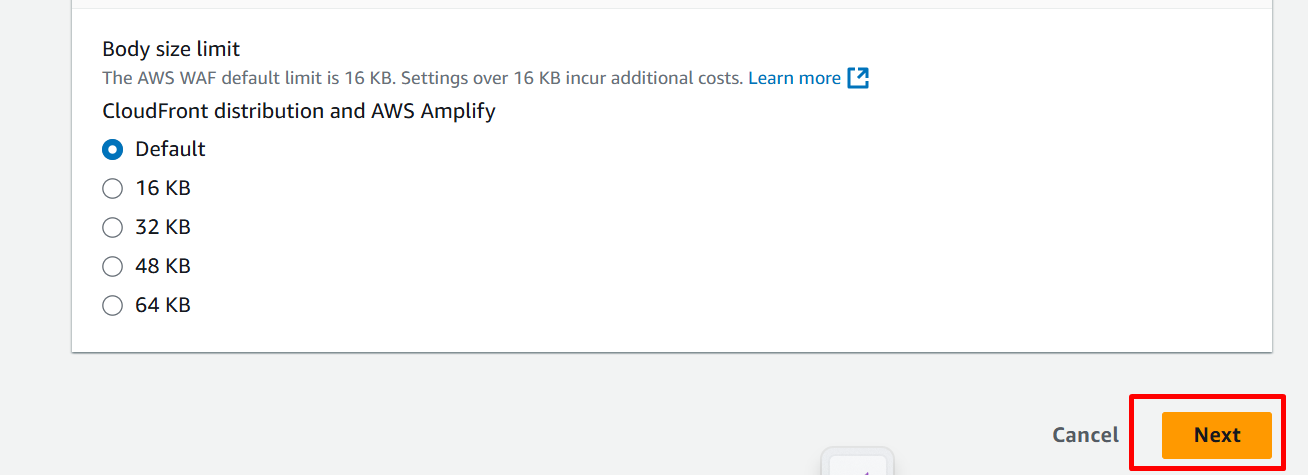 Body size limit
The AWS WAF default limit is 16 KB. Settings over 16 KB incur additional costs. Learn more
CloudFront distribution and AWS Amplify
Default
16 KB
32 KB
48 KB
64 KB
Cancel
Next